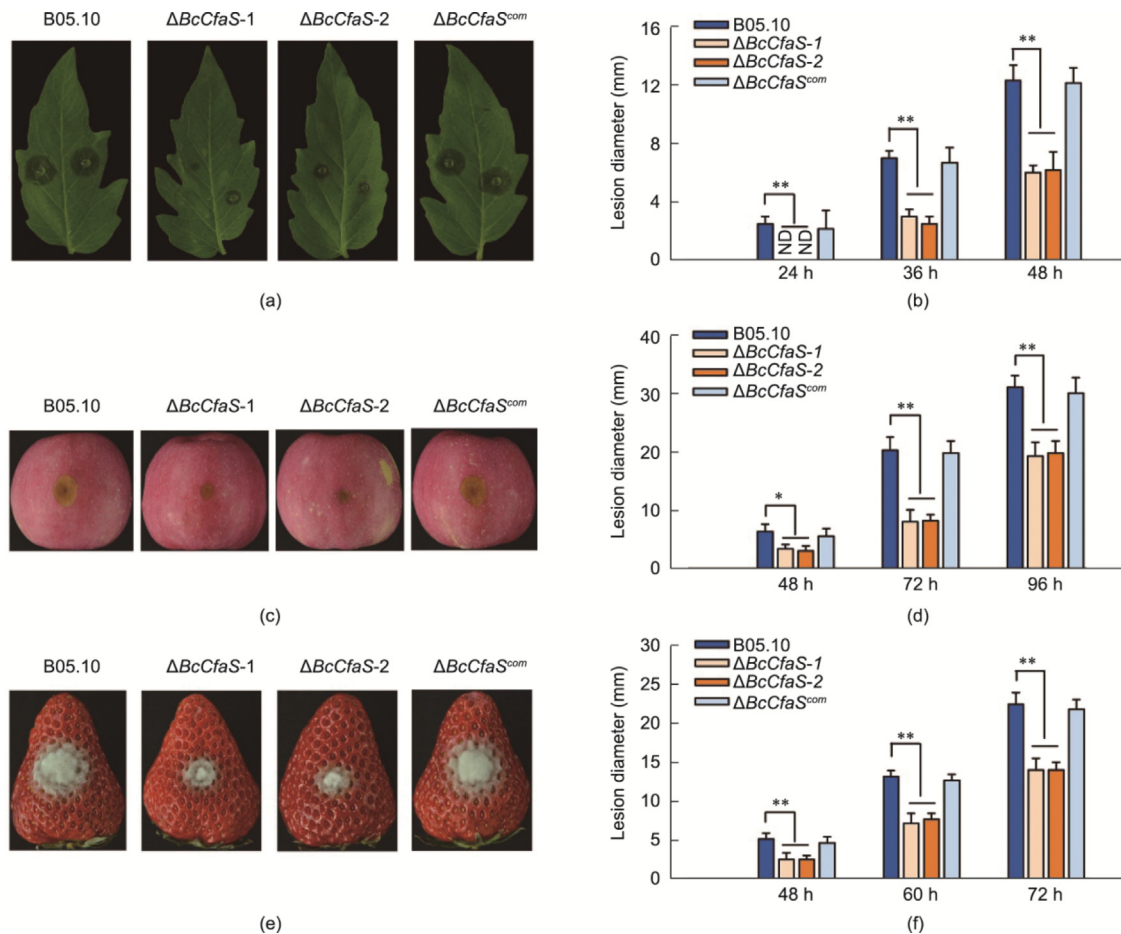 B05.10 ΔBcCfaS-1 ΔBcCfaS-2 ΔBcCfaS^com
(a)
Lesion diameter (mm)
16
12
8
4
0
B05.10
ΔBcCfaS-1
ΔBcCfaS-2
ΔBcCfaS^com
**
**
**
ND
ND
24 h 36 h 48 h
(b)
B05.10 ΔBcCfaS-1 ΔBcCfaS-2 ΔBcCfaS^com
(c)
Lesion diameter (mm)
40
30
20
10
0
B05.10
ΔBcCfaS-1
ΔBcCfaS-2
ΔBcCfaS^com
*
**
**
48 h 72 h 96 h
(d)
B05.10 ΔBcCfaS-1 ΔBcCfaS-2 ΔBcCfaS^com
(e)
Lesion diameter (mm)
30
25
20
15
10
5
0
B05.10
ΔBcCfaS-1
ΔBcCfaS-2
ΔBcCfaS^com
**
**
**
48 h 60 h 72 h
(f)